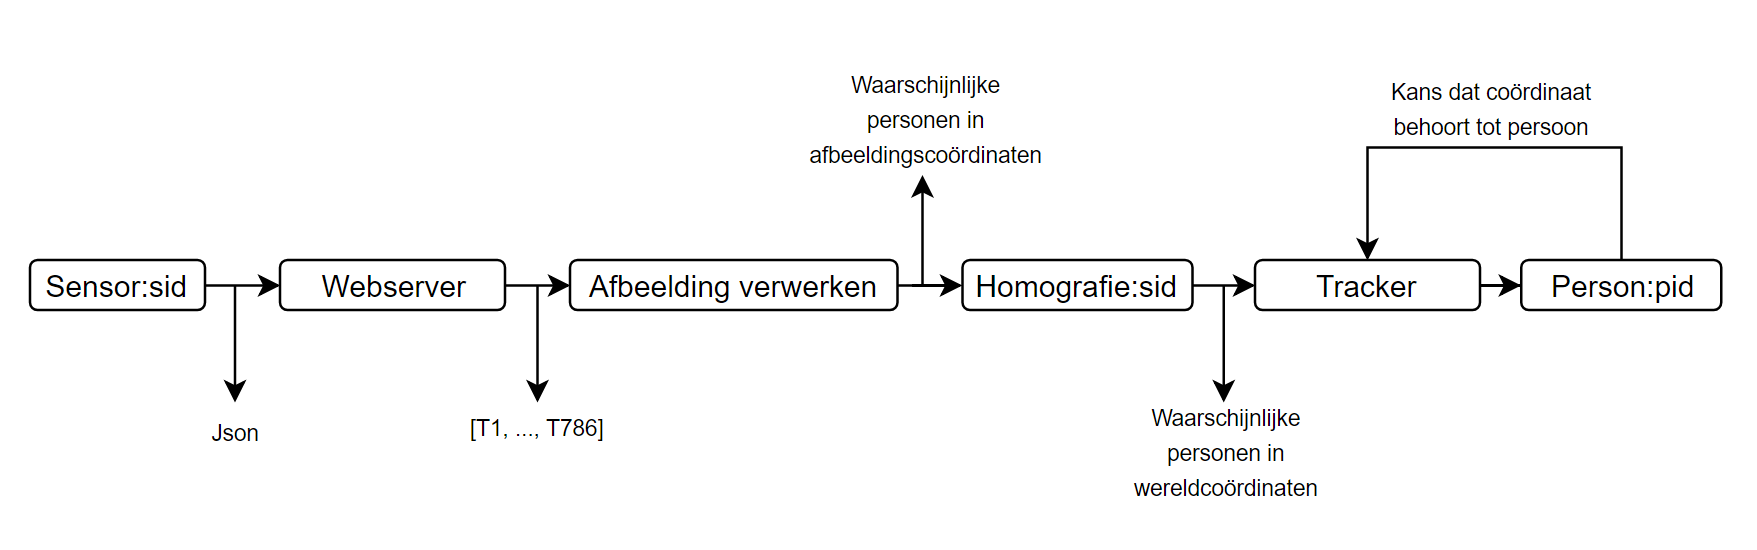 Waarschijnlijke
personen in
afbeeldingscoördinaten
Kans dat coördinaat
behoort tot persoon
Sensor:sid
Webserver
Afbeelding verwerken
Homografie:sid
Tracker
Person:pid
Json
[T1, ..., T786]
Waarschijnlijke
personen in
wereldcoördinaten